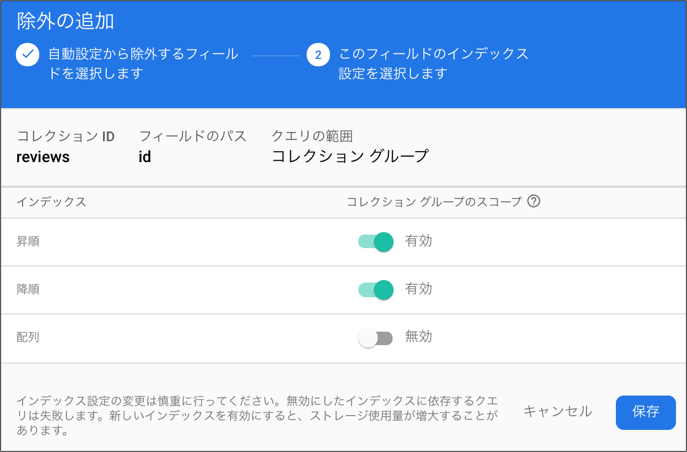 除外の追加
自動設定から除外するフィール
ドを選択します
2
このフィールドのインデックス
設定を選択します
コレクション ID
フィールドのパス
クエリの範囲
reviews
id
コレクション グループ
インデックス
コレクション グループのスコープ ?
昇順
有効
降順
有効
配列
無効
インデックス設定の変更は慎重に行ってください。無効にしたインデックスに依存するクエ
リは失敗します。新しいインデックスを有効にすると、ストレージ使用量が増大することが
あります。
キャンセル
保存